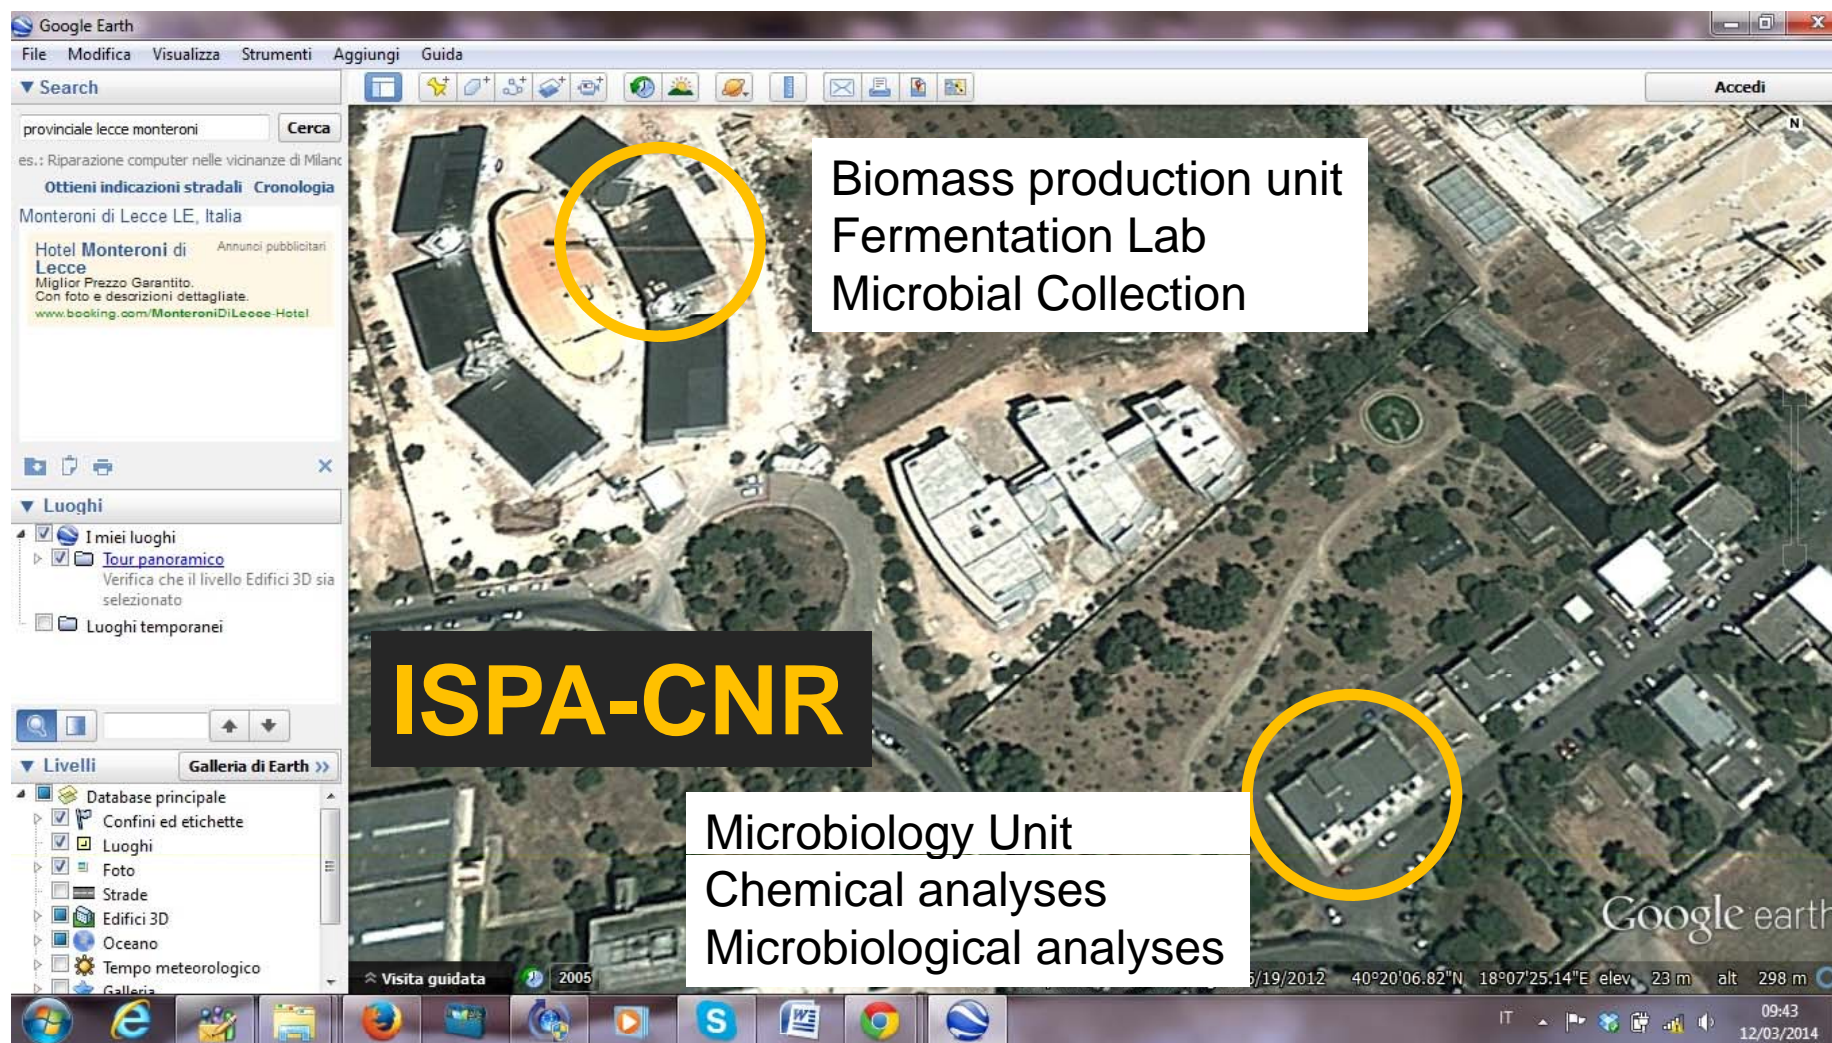 Google Earth
File Modifica Visualizza Strumenti Aggiungi Guida
Search
provinciale lecce monteroni
Cerca
es.: Riparazione computer nelle vicinanze di Milanc
Ottieni indicazioni stradali Cronologia
Monteroni di Lecce LE, Italia
Hotel Monteroni di
Lecce
Annunci pubblicitari
Miglior Prezzo Garantito.
Con foto e descrizioni dettagliate.
www.booking.com/MonteroniDiLecce-Hotel
Luoghi
I miei luoghi
Tour panoramico
Verifica che il livello Edifici 3D sia
selezionato
Luoghi temporanei
Livelli
Galleria di Earth »
Database principale
Confini ed etichette
Luoghi
Foto
Strade
Edifici 3D
Oceano
Tempo meteorologico
Galleria
Accedi
N
Biomass production unit
Fermentation Lab
Microbial Collection
ISPA-CNR
Microbiology Unit
Chemical analyses
Microbiological analyses
Google earth
Visita guidata
2005
/19/2012 40°20'06.82"N 18°07'25.14"E elev 23 m alt 298 m
IT
09:43
12/03/2014